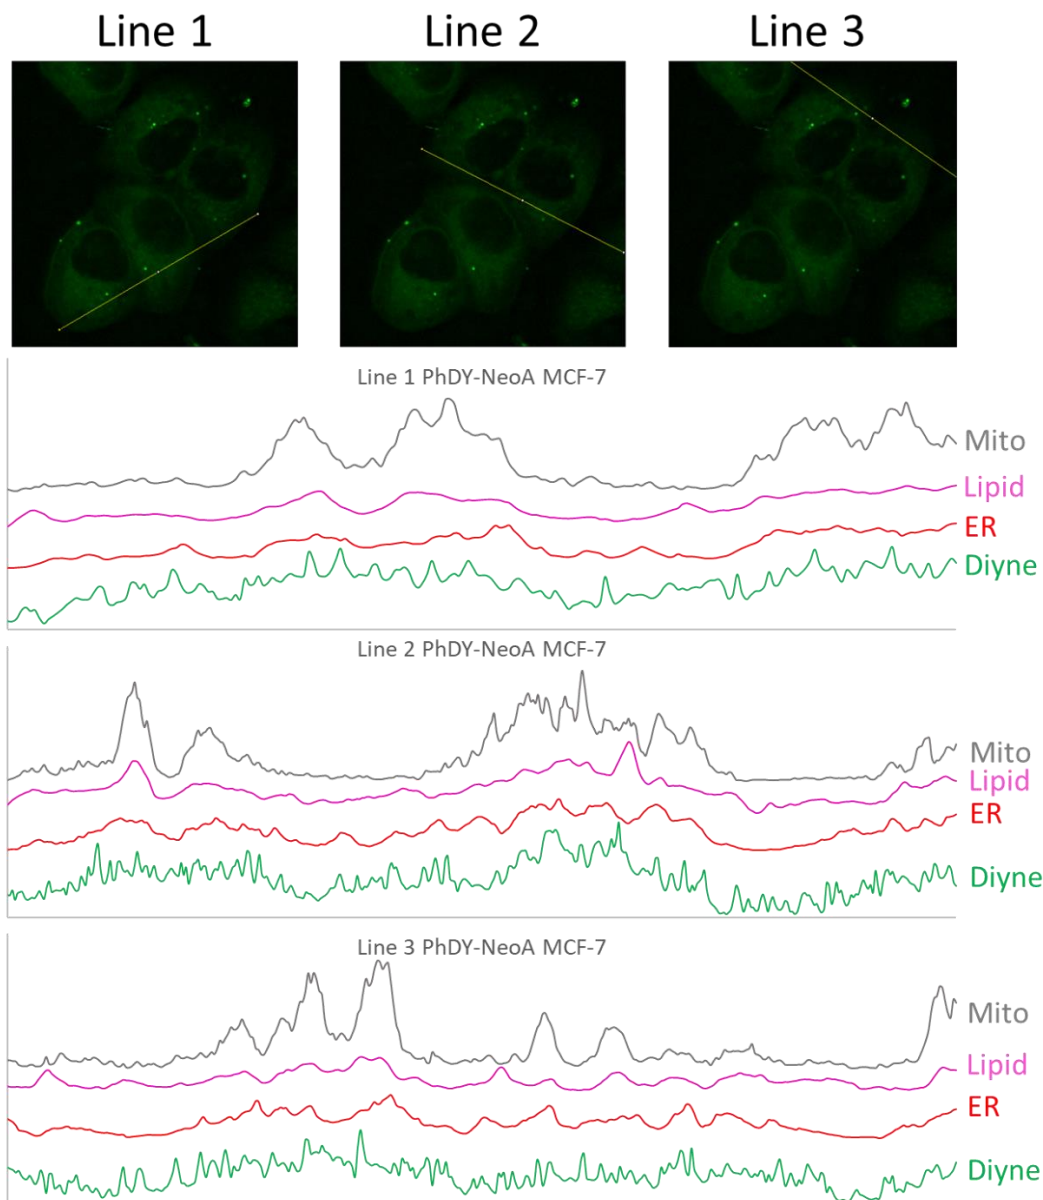 Line 1
Line 2
Line 3
Line 1 PhDY-NeoA MCF-7
Mito
Lipid
ER
Diyne
Line 2 PhDY-NeoA MCF-7
Mito
Lipid
ER
Diyne
Line 3 PhDY-NeoA MCF-7
Mito
Lipid
ER
Diyne